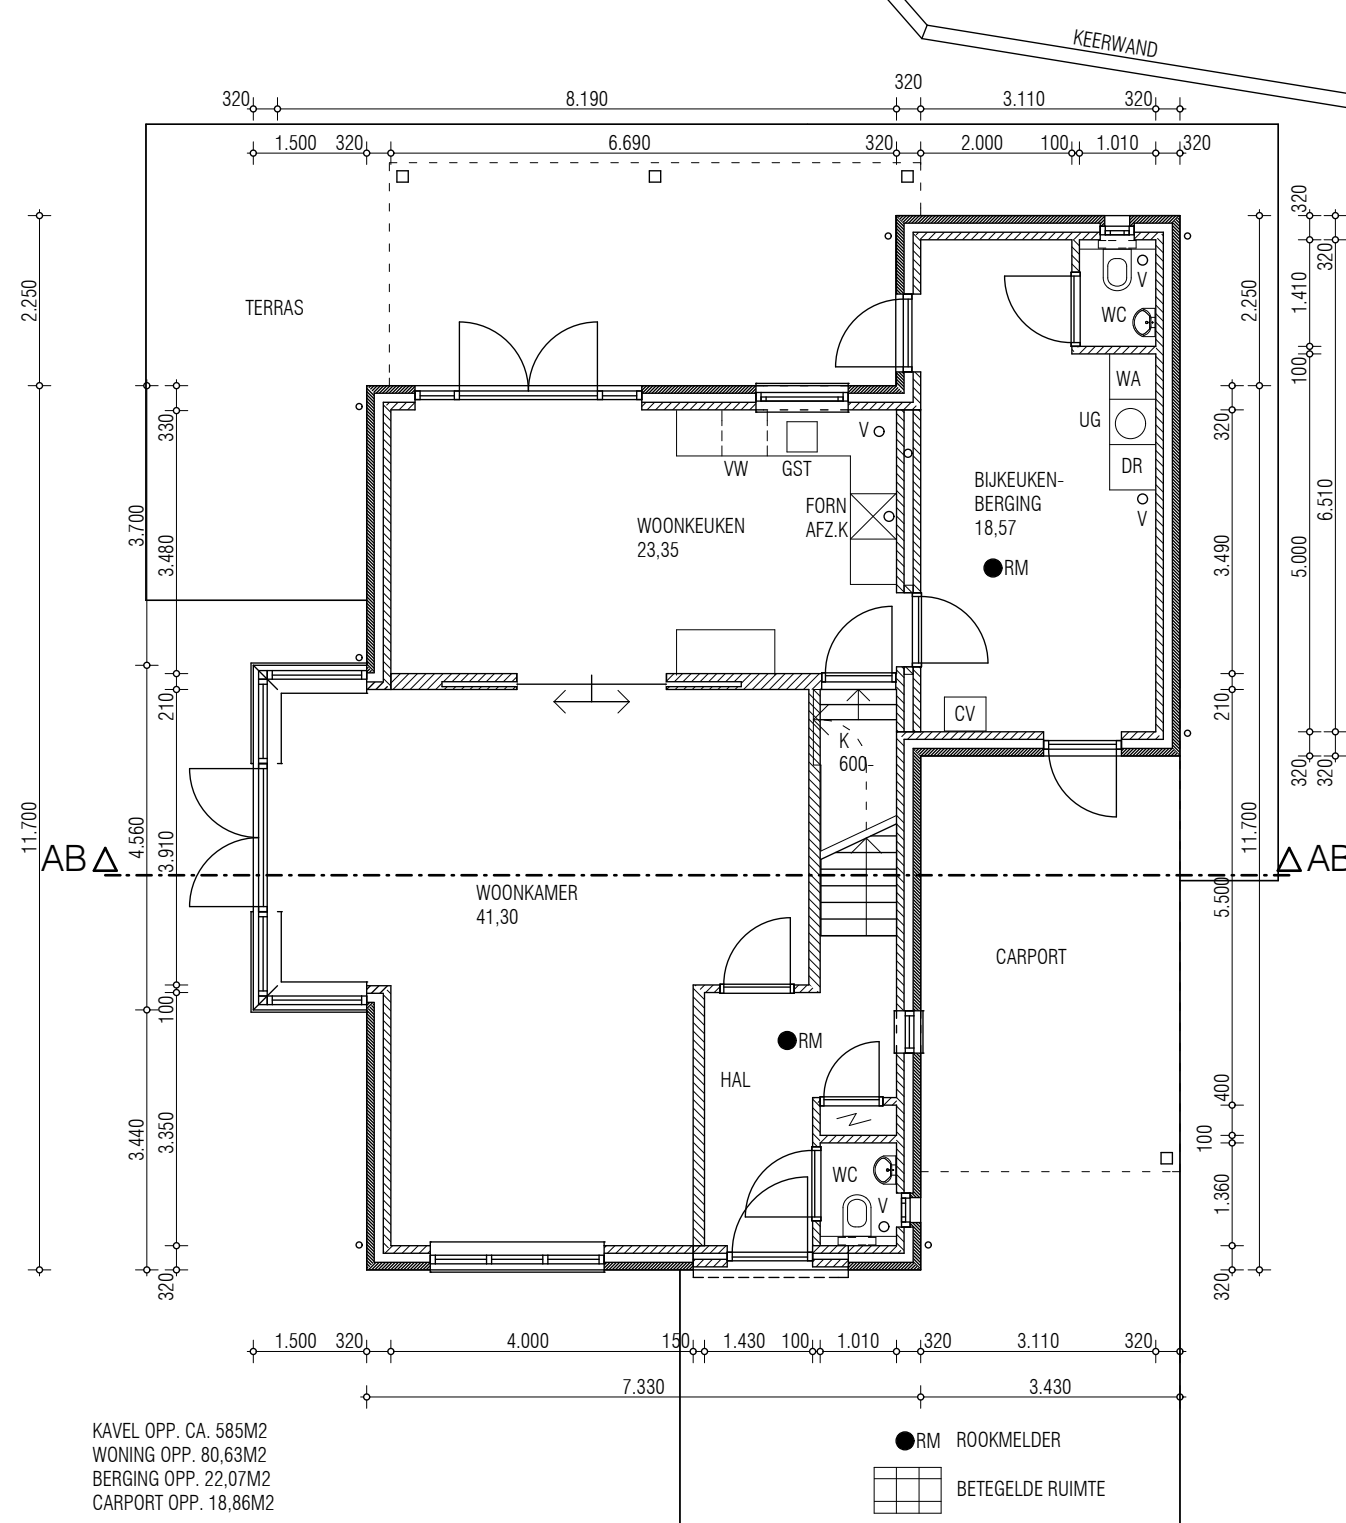 KEERWAND
320
320 8.190 3.110 320
1.500 320 6.690 320 2.000 100 1.010 320
2.250
11.700
3.700
4.560
3.440
330
3.480
210
3.910
100
3.350
320
TERRAS
WC
V
WA
UG
DR
V
BIJKEUKEN-
BERGING
18,57
RM
CV
V
VW GST
FORN
AFZ.K
WOONKEUKEN
23,35
K
600-
AB AB
WOONKAMER
41,30
CARPORT
RM
HAL
WC
V
2.250
11.700
320
3.490
210
5.500
400
100
1.360
320
320
1.410
100
5.000
320
320
6.510
320
1.500 320 4.000 150 1.430 100 1.010 320 3.110 320
7.330 3.430
KAVEL OPP. CA. 585M2
WONING OPP. 80,63M2
BERGING OPP. 22,07M2
CARPORT OPP. 18,86M2
RM ROOKMELDER
BETEGELDE RUIMTE